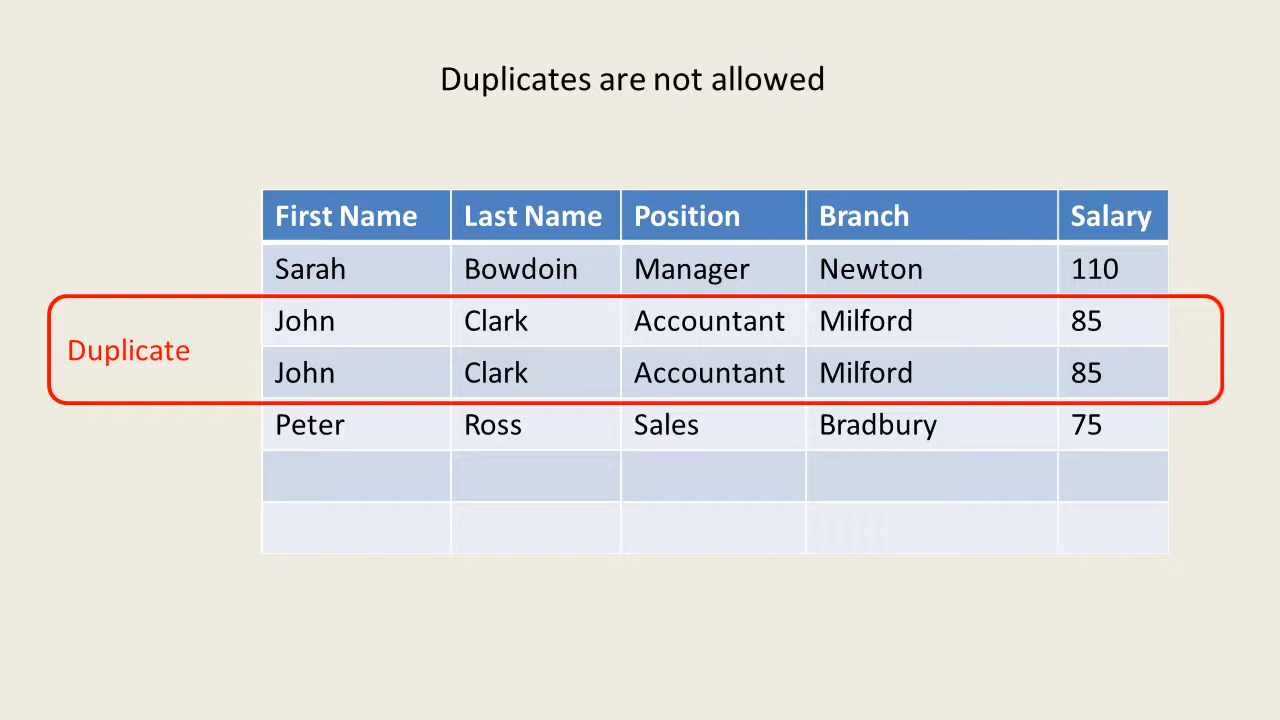 Duplicates are not allowed
First Name Last Name Position Branch Salary
Sarah Bowdoin Manager Newton 110
John Clark Accountant Milford 85
Duplicate
John Clark Accountant Milford 85
Peter Ross Sales Bradbury 75